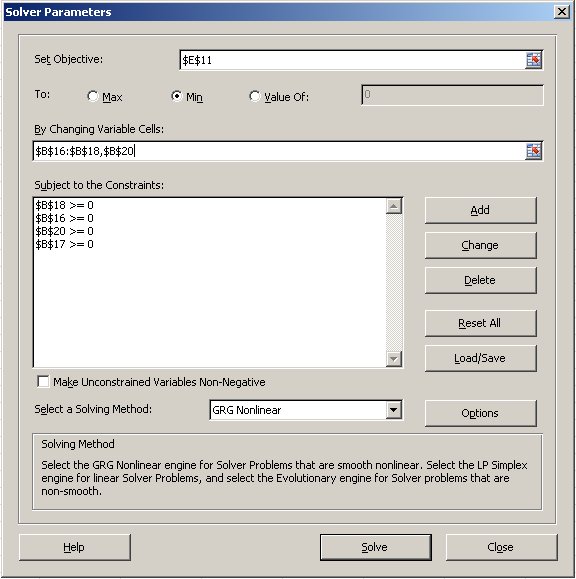 Solver Parameters
Set Objective:
$E$11
To:
Max
Min
Value Of:
0
By Changing Variable Cells:
$B$16:$B$18,$B$20
Subject to the Constraints:
$B$18 >= 0
$B$16 >= 0
$B$20 >= 0
$B$17 >= 0
Add
Change
Delete
Reset All
Load/Save
Make Unconstrained Variables Non-Negative
Select a Solving Method:
GRG Nonlinear
Options
Solving Method
Select the GRG Nonlinear engine for Solver Problems that are smooth nonlinear. Select the LP Simplex
engine for linear Solver Problems, and select the Evolutionary engine for Solver problems that are
non-smooth.
Help
Solve
Close